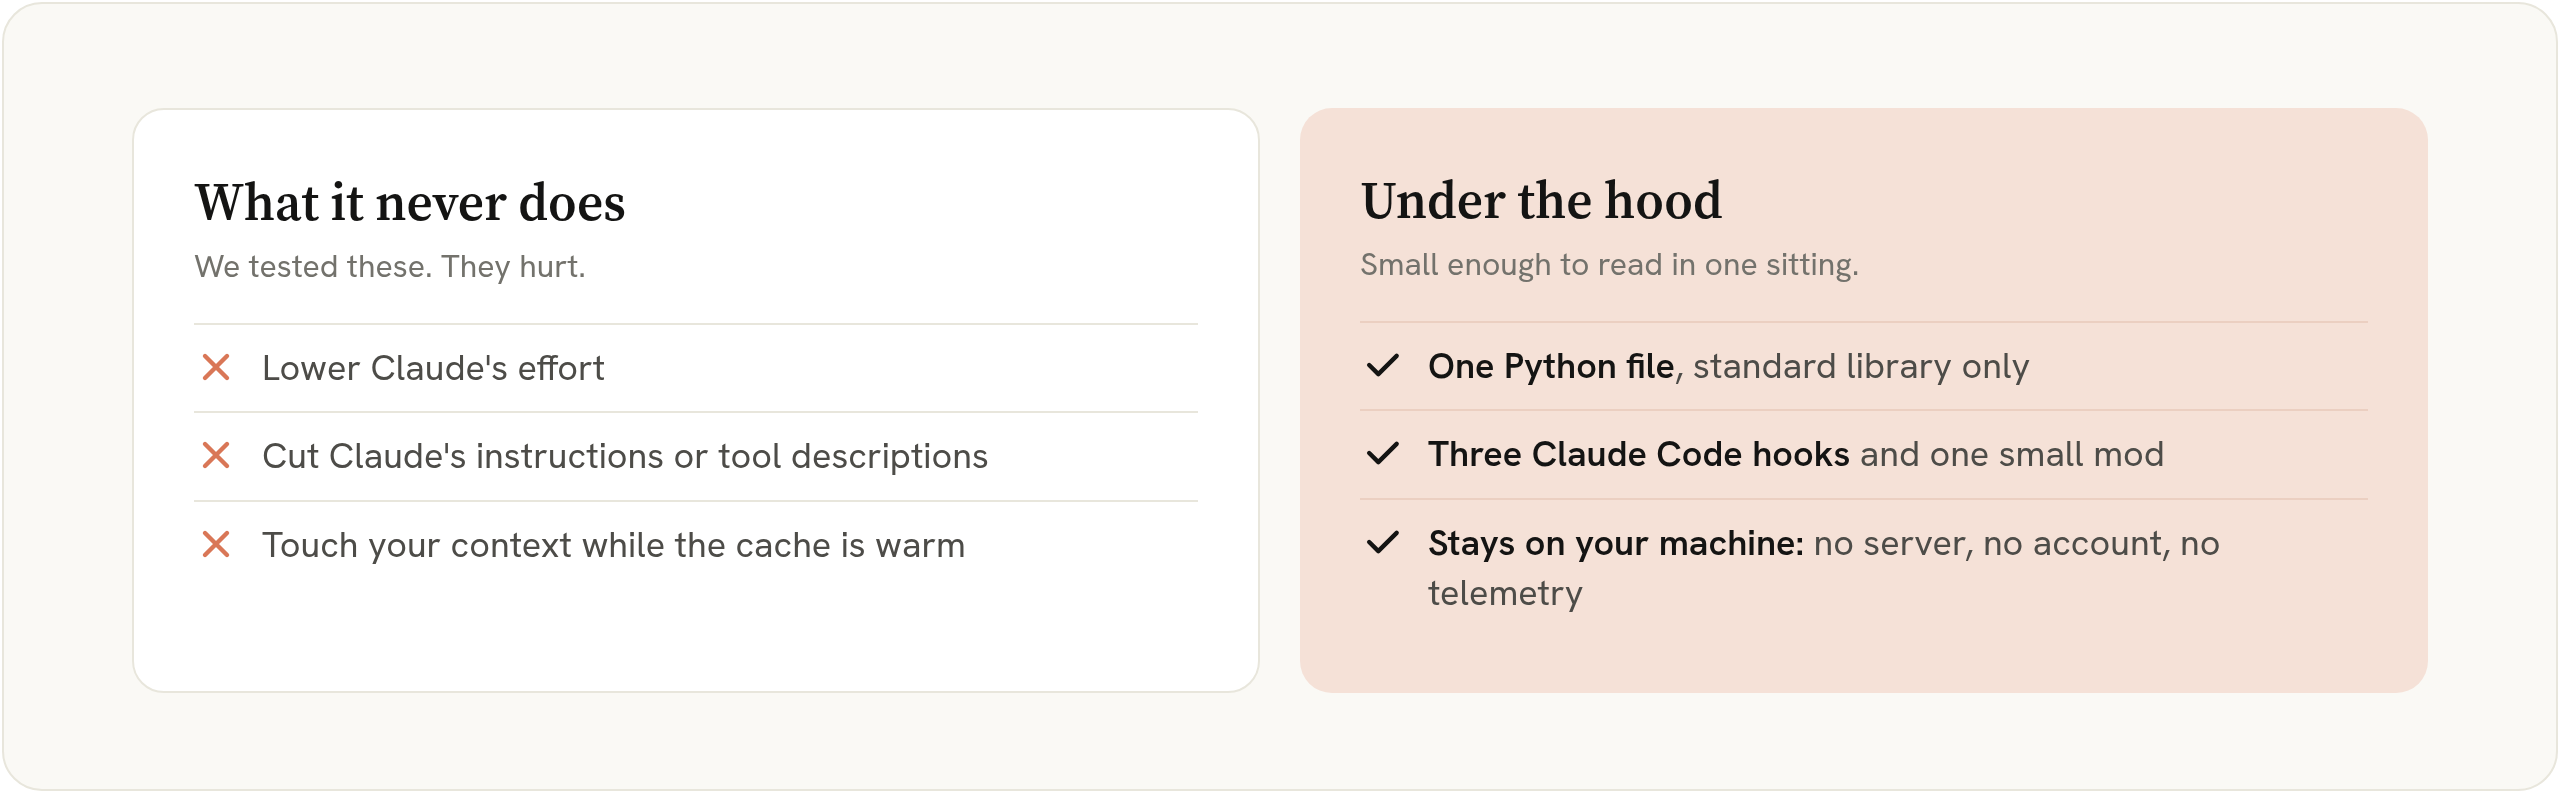 What it never does
We tested these. They hurt.
Lower Claude's effort
Cut Claude's instructions or tool descriptions
Touch your context while the cache is warm
Under the hood
Small enough to read in one sitting.
One Python file, standard library only
Three Claude Code hooks and one small mod
Stays on your machine: no server, no account, no
telemetry